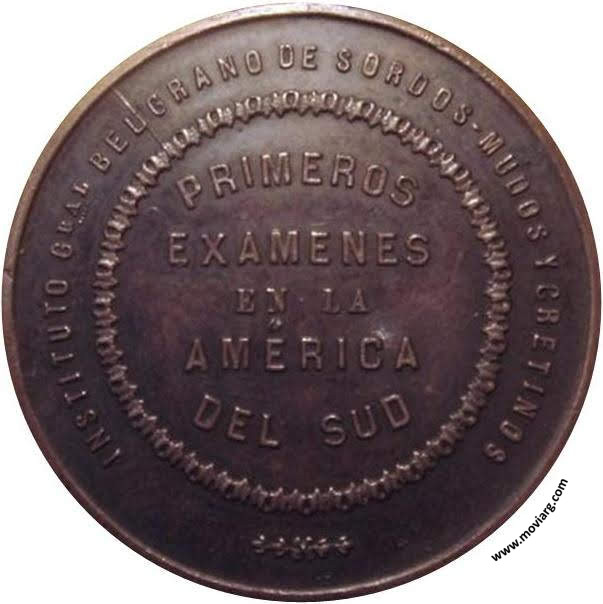 INSTITUTO GRAL BELGRANO DE SORDOS-MUDOS Y CRETINOS
PRIMEROS
EXAMENES
EN LA
AMÉRICA
DEL SUD
www.moviarg.com